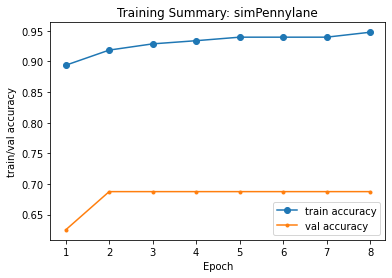 Training Summary: simPennylane
train/val accuracy
0.95
0.90
0.85
0.80
0.75
0.70
0.65
train accuracy
val accuracy
1 2 3 4 5 6 7 8
Epoch